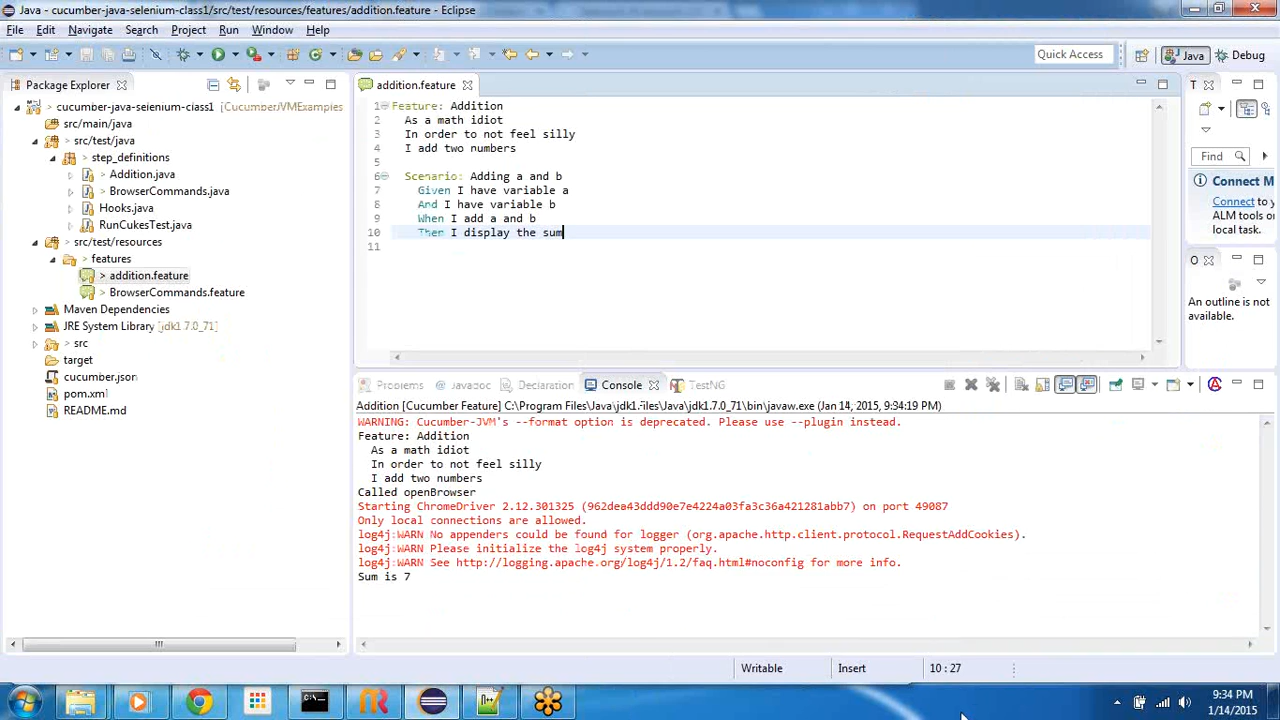 Java - cucumber-java-selenium-class1/src/test/resources/features/addition.feature - Eclipse
File Edit Navigate Search Project Run Window Help
Quick Access
Java
Debug
Package Explorer
cucumber-java-selenium-class1 [CucumberJVMExamples
src/main/java
src/test/java
> step_definitions
> Addition.java
> BrowserCommands.java
Hooks.java
> RunCukesTest.java
> src/test/resources
> features
> addition.feature
> BrowserCommands.feature
Maven Dependencies
JRE System Library [jdk1.7.0_71]
> src
target
cucumber.json
pom.xml
README.md
addition.feature
1 Feature: Addition
2 As a math idiot
3 In order to not feel silly
4 I add two numbers
5
6 Scenario: Adding a and b
7 Given I have variable a
8 And I have variable b
9 When I add a and b
10 Then I display the sum
11
T
Find
Connect M
Connect to y
ALM tools or
local task.
O
An outline is not
available.
Problems Javadoc Declaration Console TestNG
Addition [Cucumber Feature] C:\Program Files\Java\jdk1.Files\Java\jdk1.7.0_71\bin\javaw.exe (Jan 14, 2015, 9:34:19 PM)
WARNING: Cucumber-JVM's --format option is deprecated. Please use --plugin instead.
Feature: Addition
As a math idiot
In order to not feel silly
I add two numbers
Called openBrowser
Starting ChromeDriver 2.12.301325 (962dea43ddd90e7e4224a03fa3c36a421281abb7) on port 49087
Only local connections are allowed.
log4j:WARN No appenders could be found for logger (org.apache.http.client.protocol.RequestAddCookies).
log4j:WARN Please initialize the log4j system properly.
log4j:WARN See http://logging.apache.org/log4j/1.2/faq.html#noconfig for more info.
Sum is 7
Writable
Insert
10 : 27
9:34 PM
1/14/2015